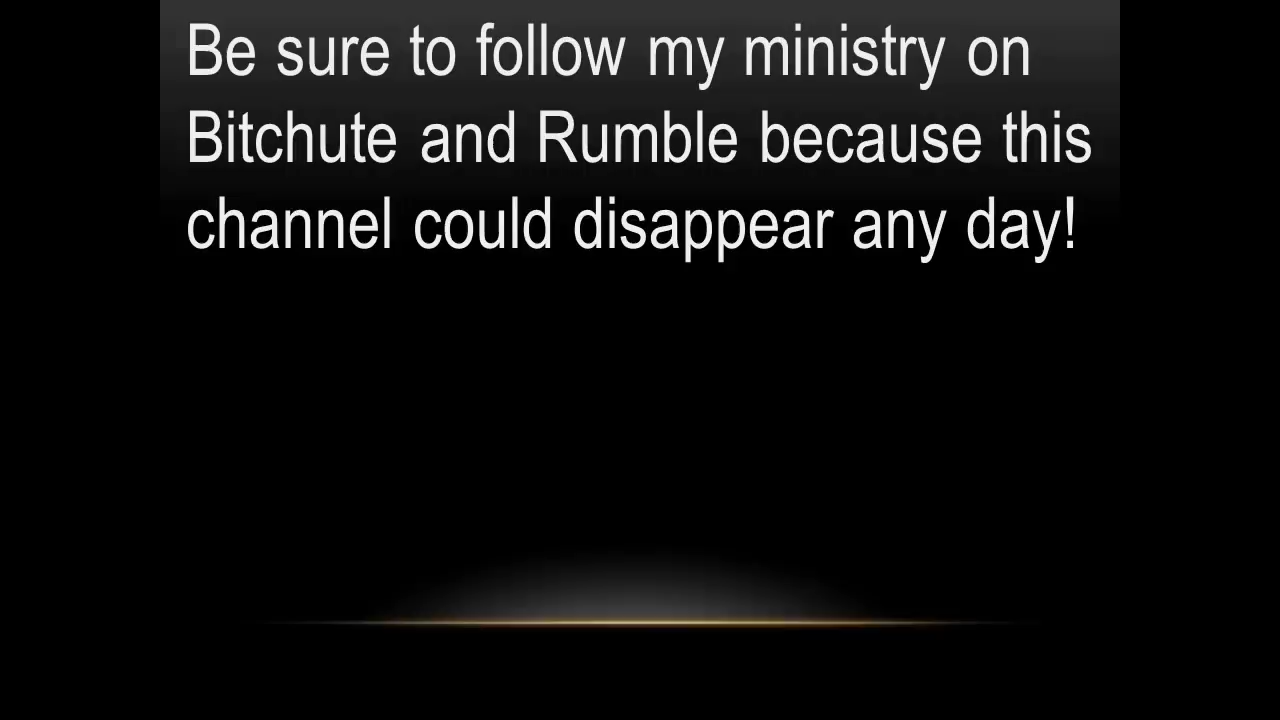 Be sure to follow my ministry on
Bitchute and Rumble because this
channel could disappear any day!